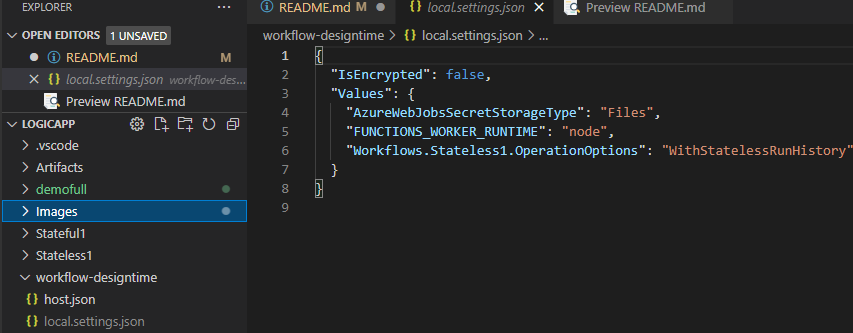 EXPLORER ...
OPEN EDITORS 1 UNSAVED
README.md M
local.settings.json workflow-des...
Preview README.md
LOGICAPP
.vscode
Artifacts
demofull
Images
Stateful1
Stateless1
workflow-designtime
{} host.json
{} local.settings.json
README.md M
{} local.settings.json
Preview README.md
workflow-designtime > {} local.settings.json > ...
1 {
2 "IsEncrypted": false,
3 "Values": {
4 "AzureWebJobsSecretStorageType": "Files",
5 "FUNCTIONS_WORKER_RUNTIME": "node",
6 "Workflows.Stateless1.OperationOptions": "WithStatelessRunHistory"
7 }
8 }
9